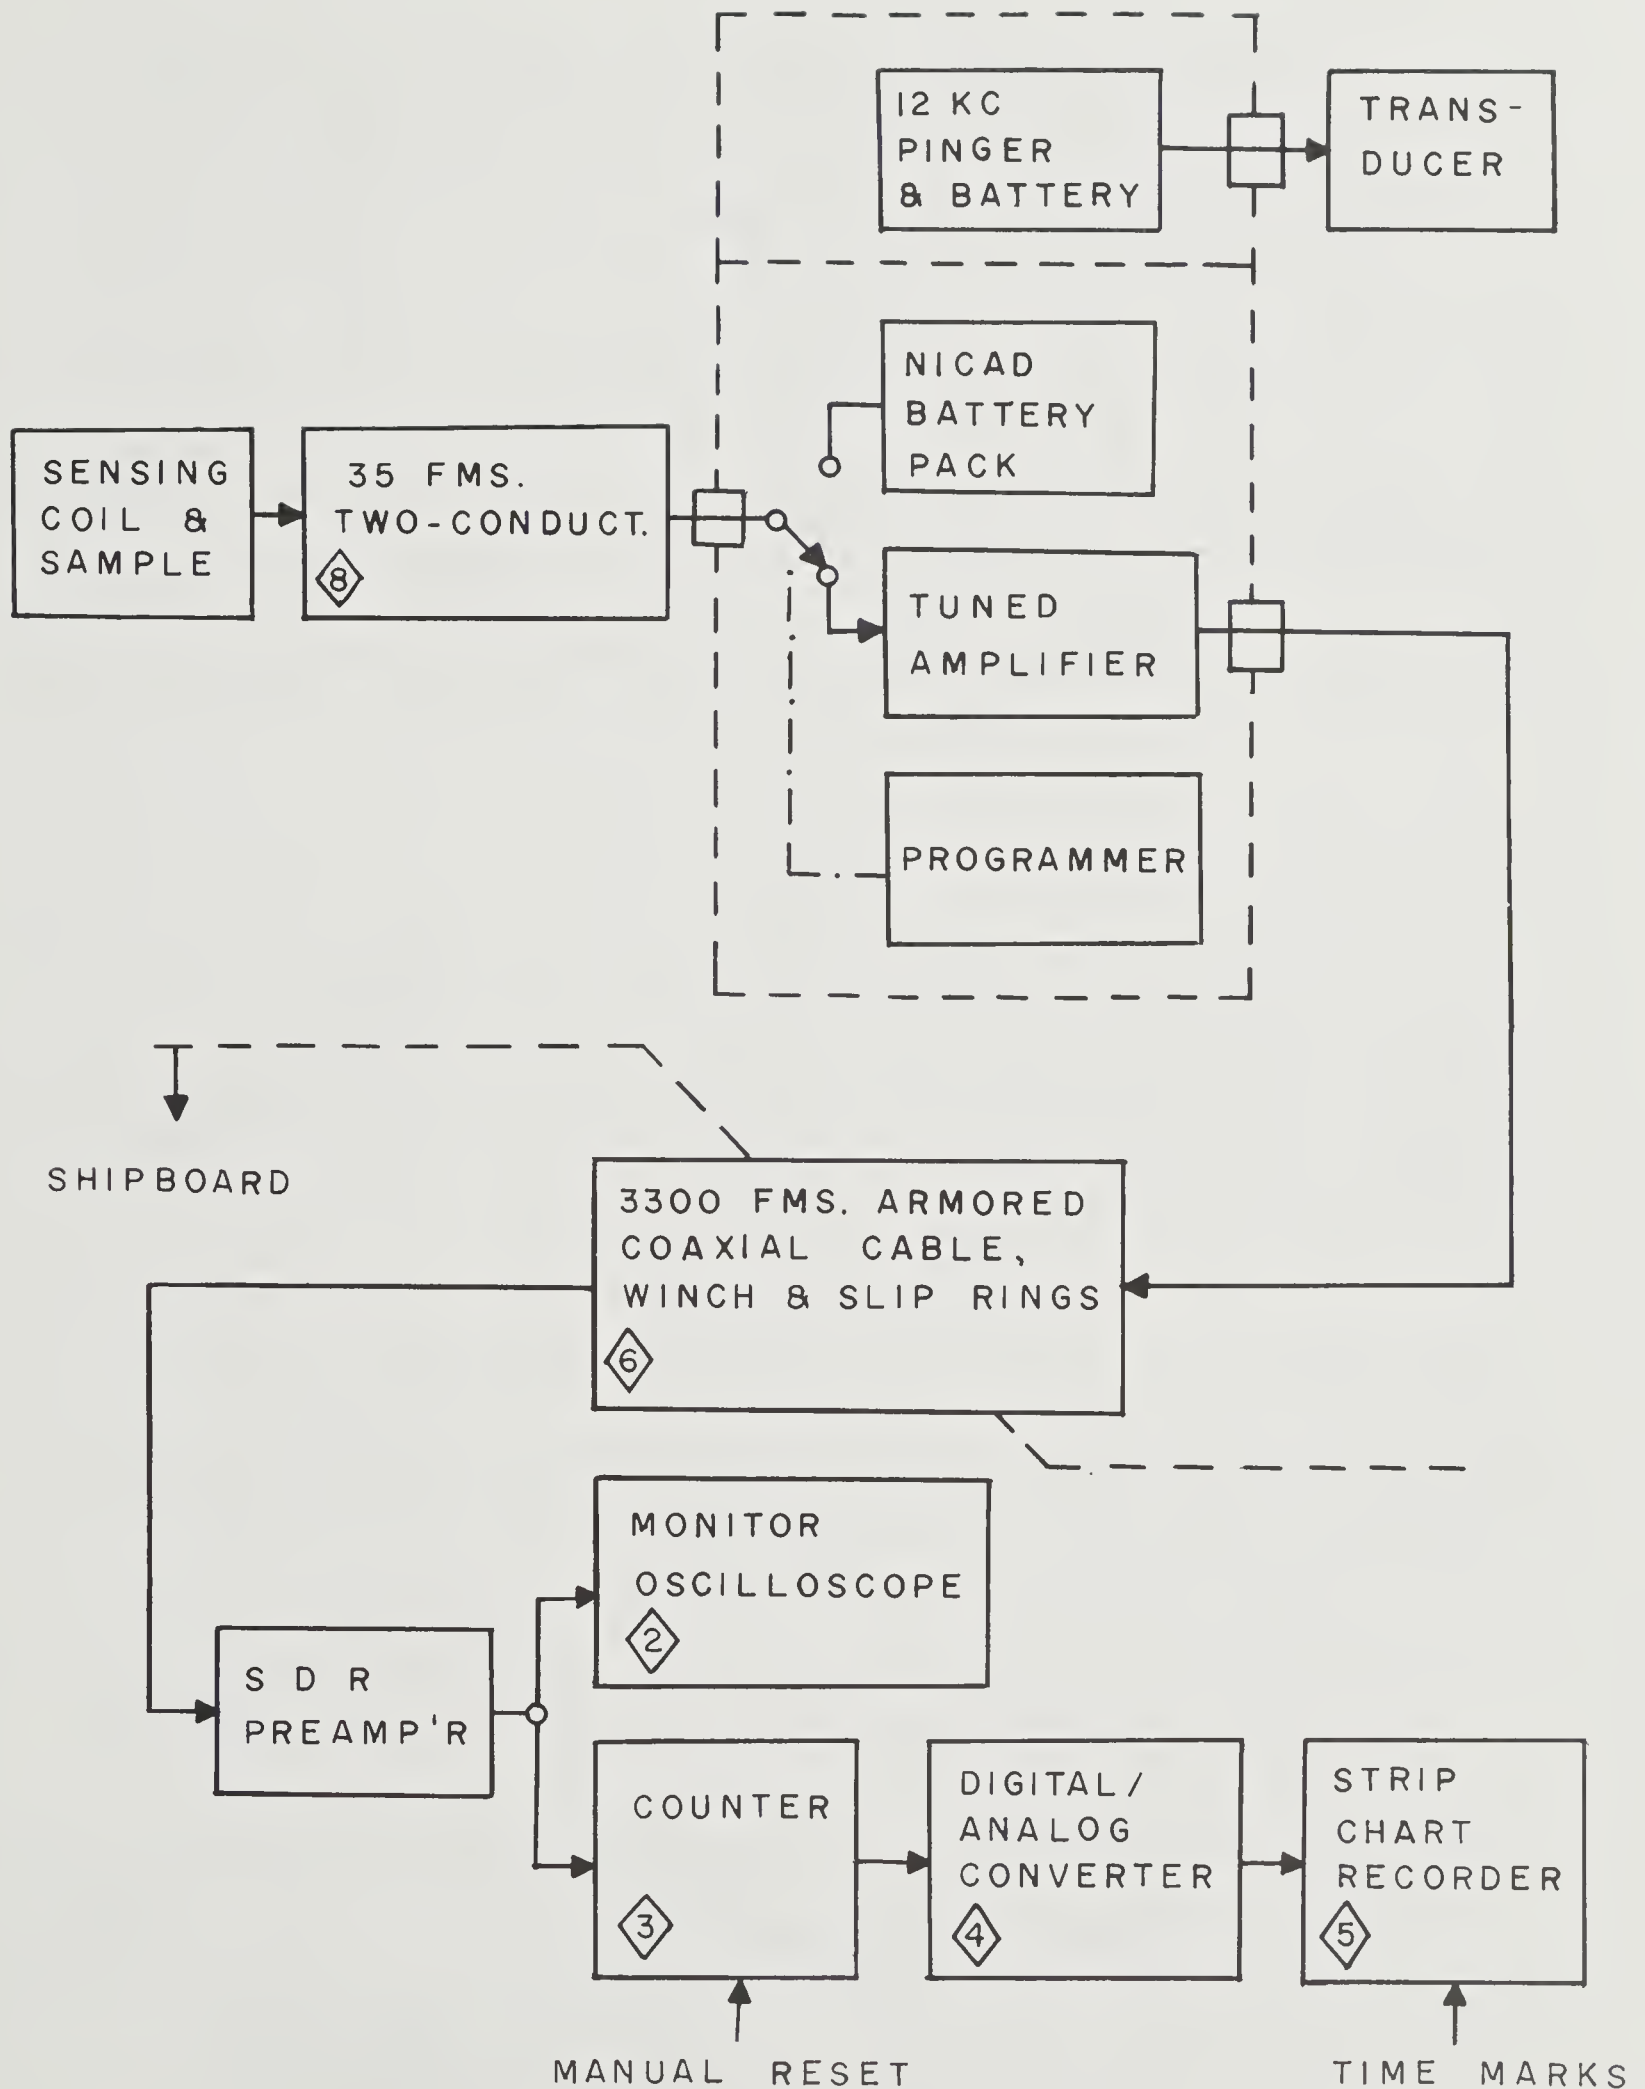 12 KC
PINGER
& BATTERY
TRANS-
DUCER
NICAD
BATTERY
PACK
SENSING
COIL &
SAMPLE
35 FMS.
TWO-CONDUCT.
8
TUNED
AMPLIFIER
PROGRAMMER
SHIPBOARD
3300 FMS. ARMORED
COAXIAL CABLE,
WINCH & SLIP RINGS
6
MONITOR
OSCILLOSCOPE
2
S D R
PREAMP'R
COUNTER
3
DIGITAL/
ANALOG
CONVERTER
4
STRIP
CHART
RECORDER
5
MANUAL RESET
TIME MARKS